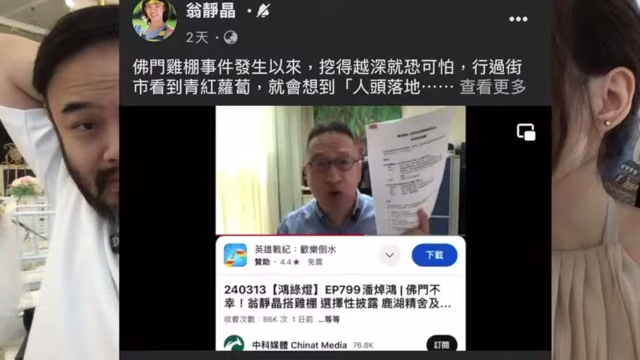 翁靜晶
2天·
佛門雞棚事件發生以來，挖得越深就恐可怕，行過街
市看到青紅蘿蔔，就會想到「人頭落地…… 查看更多
英雄戰紀：歡樂倒水
贊助・4.4★ 免費
下載
240313【鴻綠燈】EP799 潘焯鴻 | 佛門不
幸！翁靜晶搭雞棚 選擇性披露 鹿湖精舍及...
收看次數：86K 次 1 日前 ...等等
中科媒體 Chinat Media 76.8K
訂閱